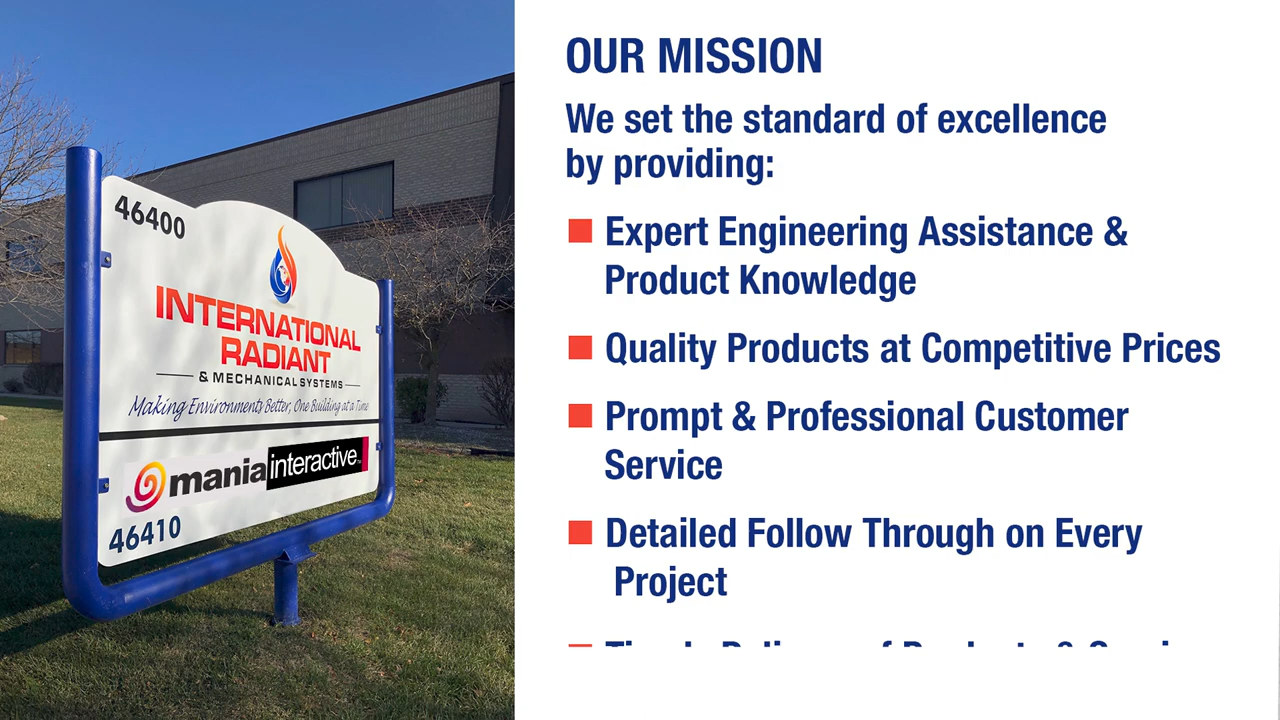 46400
INTERNATIONAL
RADIANT
& MECHANICAL SYSTEMS
Making Environments Better, One Building at a Time
mania interactive
46410
OUR MISSION
We set the standard of excellence
by providing:
Expert Engineering Assistance &
Product Knowledge
Quality Products at Competitive Prices
Prompt & Professional Customer
Service
Detailed Follow Through on Every
Project